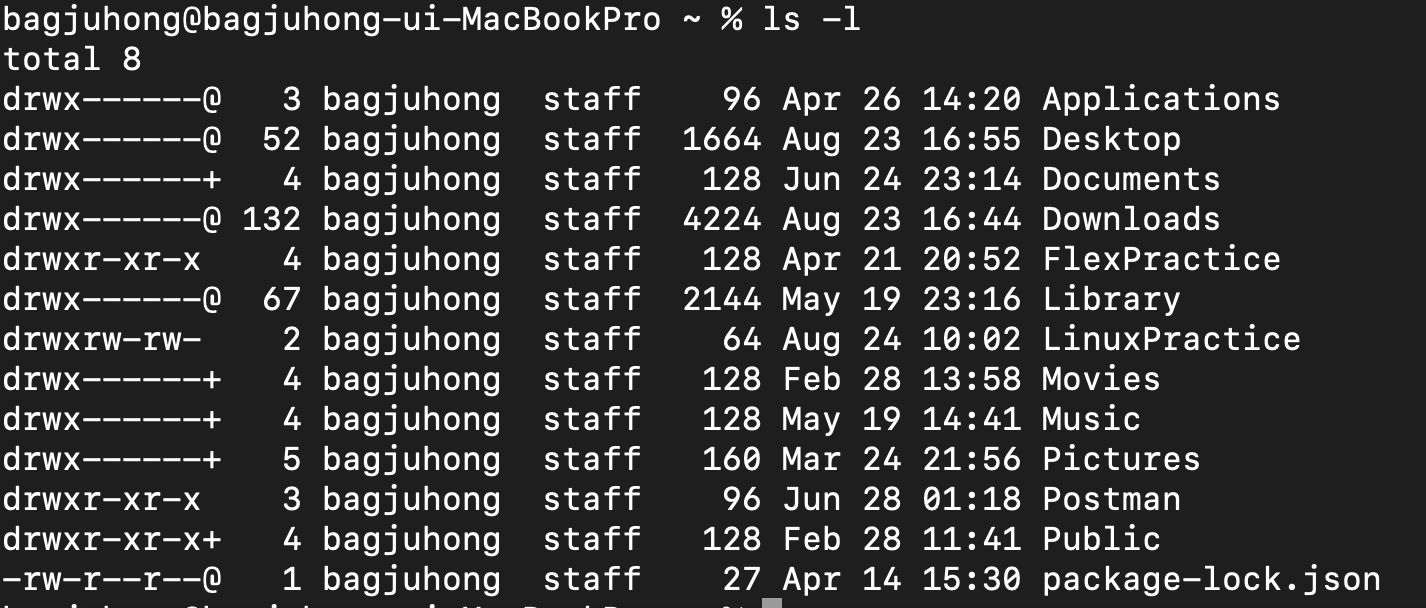 bagjuhong@bagjuhong-ui-MacBookPro ~ % ls -l
total 8
drwx------@   3 bagjuhong  staff    96 Apr 26 14:20 Applications
drwx------@  52 bagjuhong  staff  1664 Aug 23 16:55 Desktop
drwx------+   4 bagjuhong  staff   128 Jun 24 23:14 Documents
drwx------@ 132 bagjuhong  staff  4224 Aug 23 16:44 Downloads
drwxr-xr-x    4 bagjuhong  staff   128 Apr 21 20:52 FlexPractice
drwx------@  67 bagjuhong  staff  2144 May 19 23:16 Library
drwxrw-rw-    2 bagjuhong  staff    64 Aug 24 10:02 LinuxPractice
drwx------+   4 bagjuhong  staff   128 Feb 28 13:58 Movies
drwx------+   4 bagjuhong  staff   128 May 19 14:41 Music
drwx------+   5 bagjuhong  staff   160 Mar 24 21:56 Pictures
drwxr-xr-x    3 bagjuhong  staff    96 Jun 28 01:18 Postman
drwxr-xr-x+   4 bagjuhong  staff   128 Feb 28 11:41 Public
-rw-r--r--@   1 bagjuhong  staff    27 Apr 14 15:30 package-lock.json